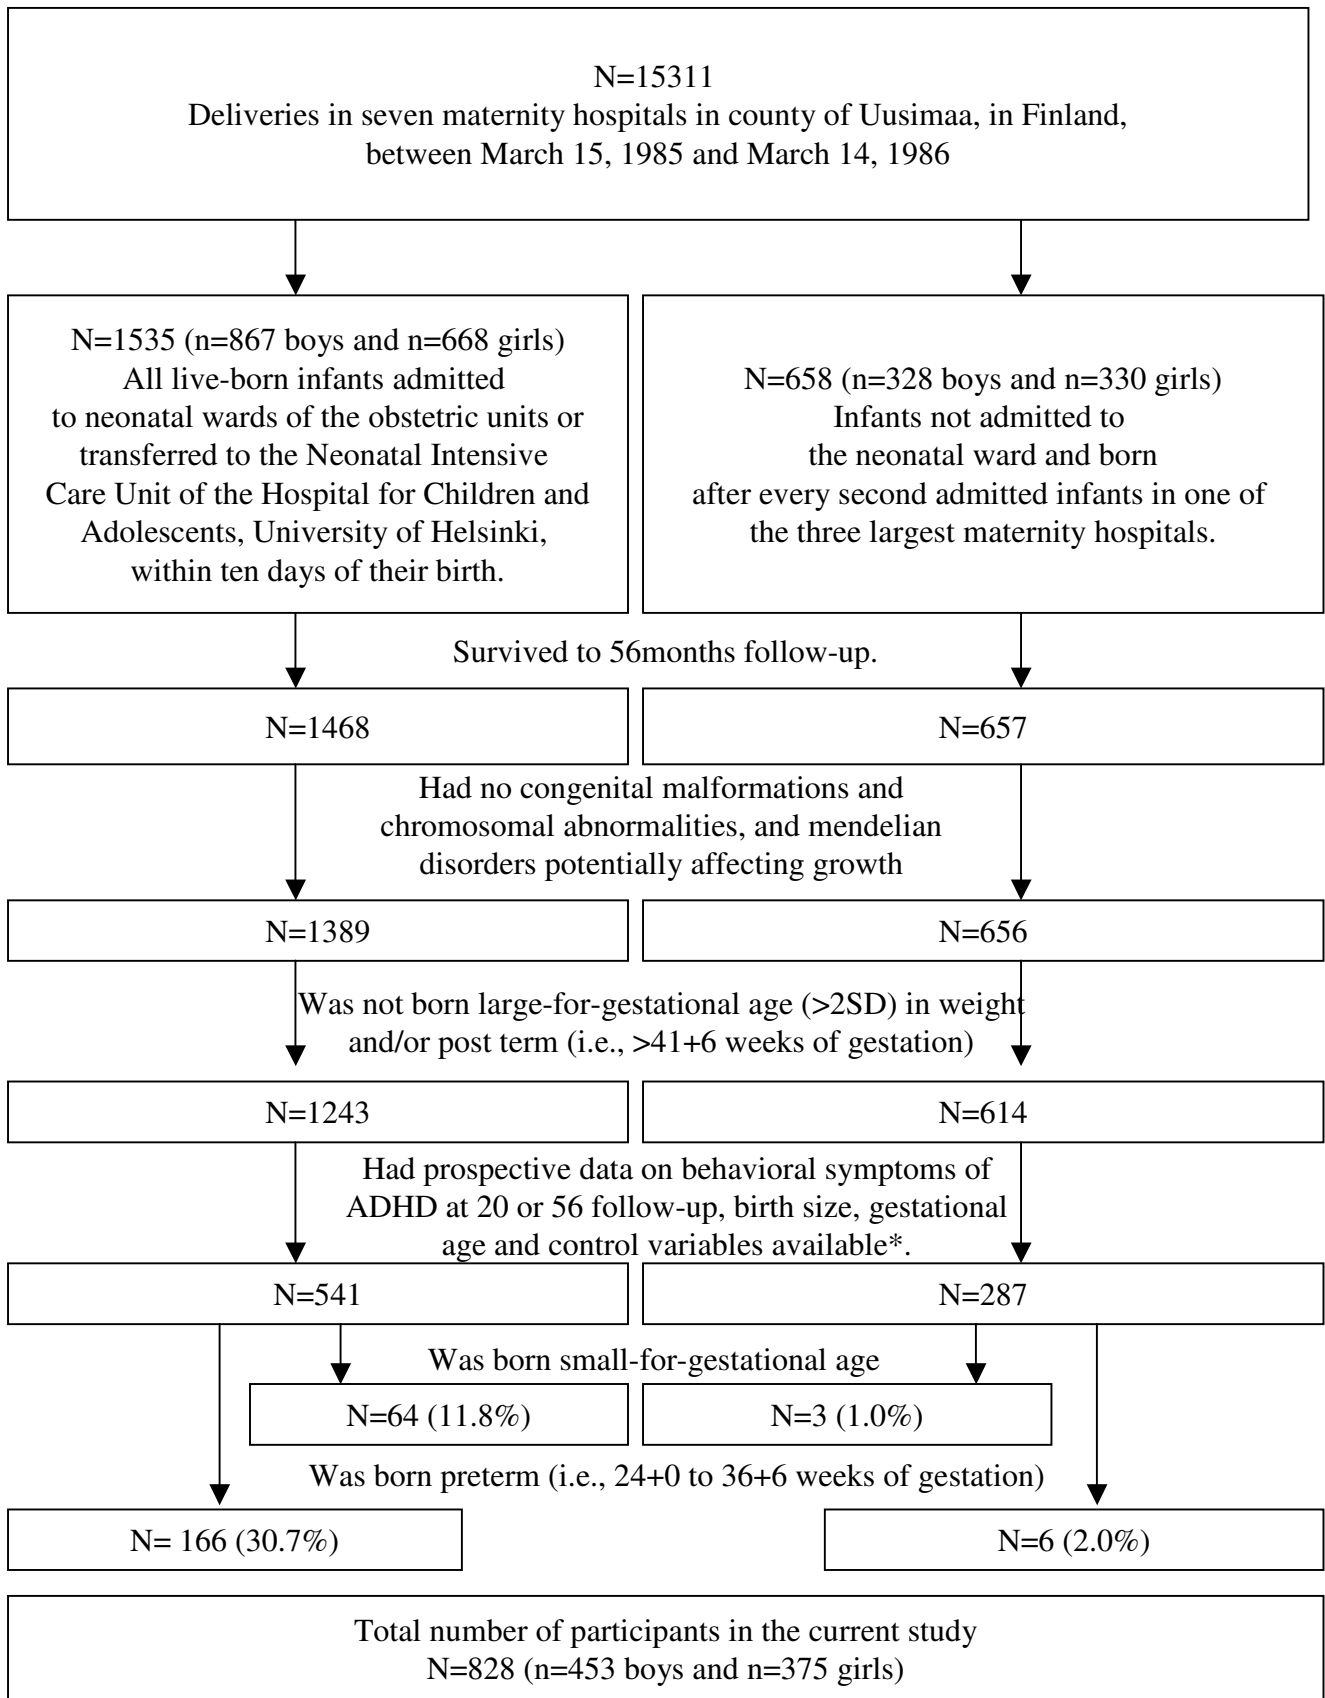 N=15311
Deliveries in seven maternity hospitals in county of Uusimaa, in Finland,
between March 15, 1985 and March 14, 1986
N=1535 (n=867 boys and n=668 girls)
All live-born infants admitted
to neonatal wards of the obstetric units or
transferred to the Neonatal Intensive
Care Unit of the Hospital for Children and
Adolescents, University of Helsinki,
within ten days of their birth.
N=658 (n=328 boys and n=330 girls)
Infants not admitted to
the neonatal ward and born
after every second admitted infants in one of
the three largest maternity hospitals.
Survived to 56months follow-up.
N=1468
N=657
Had no congenital malformations and
chromosomal abnormalities, and mendelian
disorders potentially affecting growth
N=1389
N=656
Was not born large-for-gestational age (>2SD) in weight
and/or post term (i.e., >41+6 weeks of gestation)
N=1243
N=614
Had prospective data on behavioral symptoms of
ADHD at 20 or 56 follow-up, birth size, gestational
age and control variables available*.
N=541
N=287
Was born small-for-gestational age
N=64 (11.8%)
N=3 (1.0%)
Was born preterm (i.e., 24+0 to 36+6 weeks of gestation)
N= 166 (30.7%)
N=6 (2.0%)
Total number of participants in the current study
N=828 (n=453 boys and n=375 girls)